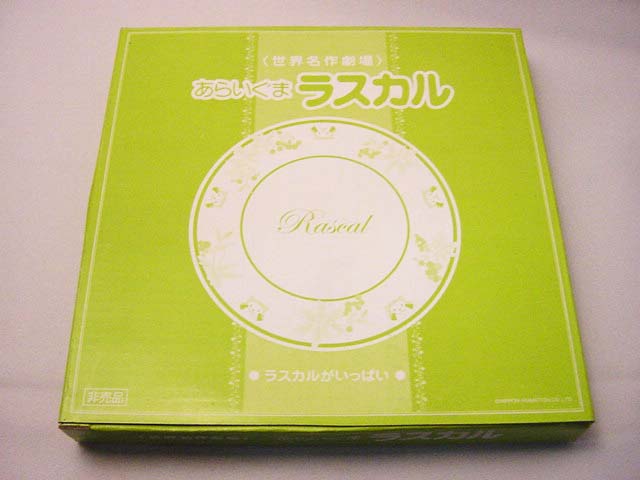 〈世界名作劇場〉
あらいぐま ラスカル
Rascal
● ラスカルがいっぱい ●
非売品
ラスカル